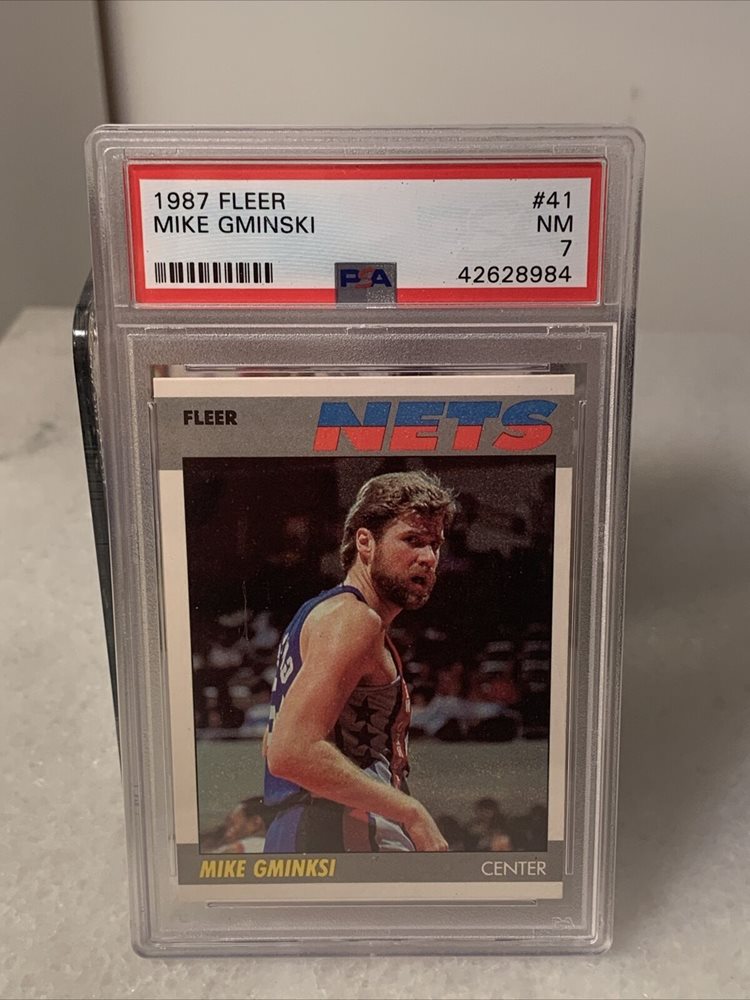 1987 FLEER #41
MIKE GMINSKI NM
7
PSA 42628984
FLEER NETS
MIKE GMINKSI CENTER